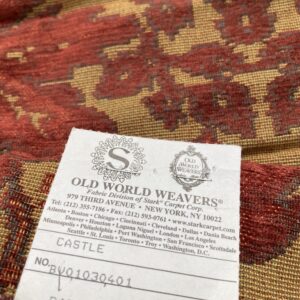 S
OLD WORLD WEAVERS
OLD WORLD WEAVERS®
Fabric Division of Stark® Carpet Corp.
979 THIRD AVENUE • NEW YORK, NY 10022
Tel: (212) 355-7186 • Fax: (212) 593-0761 • www.starkcarpet.com
Atlanta • Boston • Chicago • Cincinnati • Cleveland • Dallas • Dania Beach
Denver • Houston • Laguna Niguel • London • Los Angeles
Minneapolis • Philadelphia • Washington • San Francisco • Scottsdale
Seattle • St. Louis • Toronto • Troy • Washington, D.C.
CASTLE
NO. BV01030401